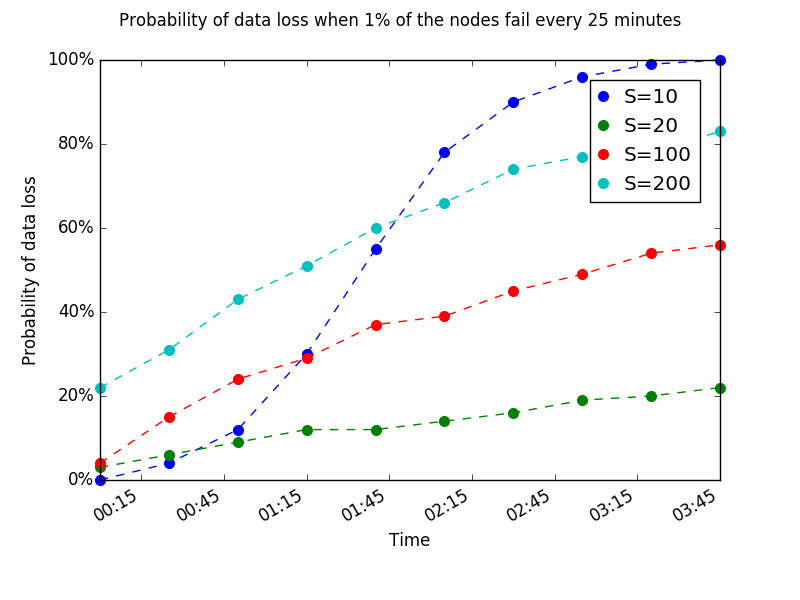 Probability of data loss when 1% of the nodes fail every 25 minutes
100%
80%
60%
40%
20%
0%
Probability of data loss
S=10
S=20
S=100
S=200
00:15
00:45
01:15
01:45
02:15
02:45
03:15
03:45
Time